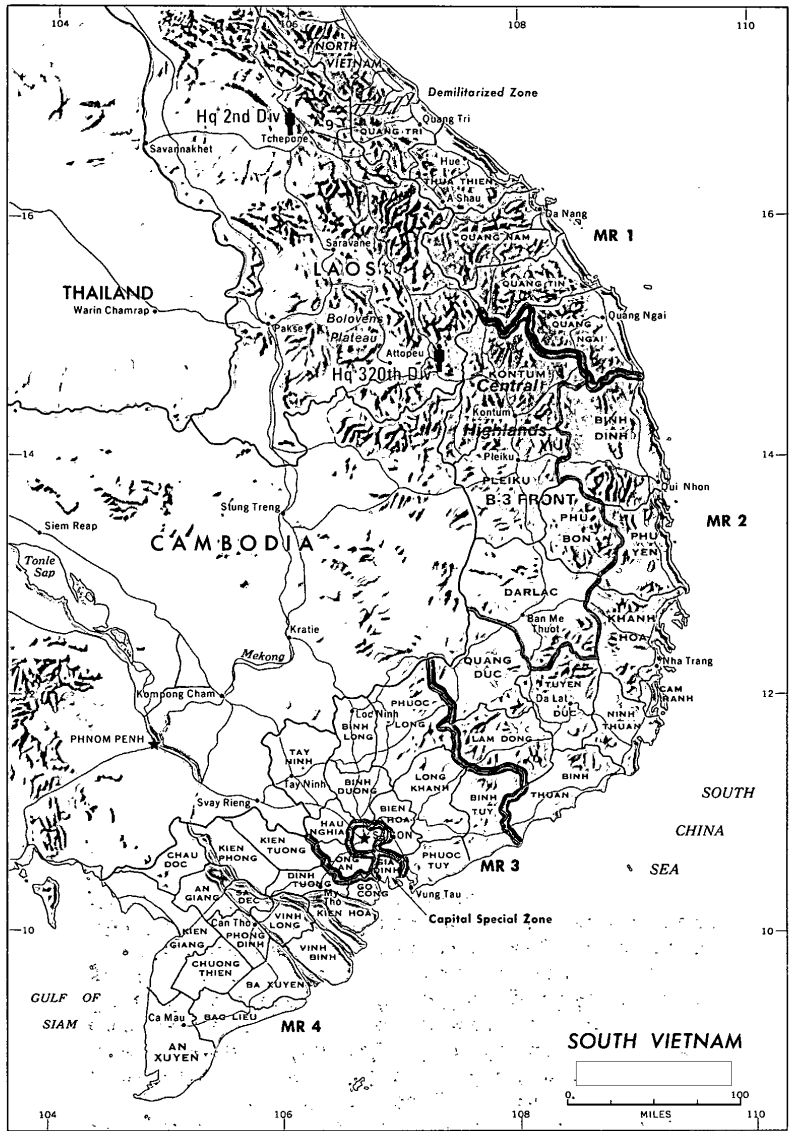 104
106
108
110
NORTH
VIETNAM
Demilitarized Zone
Hq 2nd Div
9
Tchepone
QUANG TRI
Quang Tri
Savannakhet
Hue
THUA THIEN
A Shau
16
16
Da Nang
MR 1
QUANG NAM
Saravane
LAOS
THAILAND
Warin Chamrap
QUANG TIN
Bolovens
Plateau
Pakse
Quang Ngai
QUANG
NGAI
Attopeu
Hq 320th Div
KONTUM
Central
Kontum
Highlands
BINH
DINH
14
14
Pleiku
PLEIKU
B-3 FRONT
Qui Nhon
Stung Treng
Siem Reap
CAMBODIA
PHU
BON
PHU
YEN
MR 2
Tonle
Sap
DARLAC
Ban Me
Thuot
KHANH
HOA
Kratie
Mekong
QUANG
DUC
Nha Trang
Kompong Cham
12
12
TUYEN
DUC
Da Lat
CAM
RANH
PHUOC
LONG
Loc Ninh
BINH
LONG
NINH
THUAN
PHNOM PENH
LAM DONG
TAY
NINH
Tay Ninh
BINH
DUONG
LONG
KHANH
BINH
THUAN
Svay Rieng
BIEN
HOA
BINH
TUY
SOUTH
CHINA
SEA
HAU
NGHIA
SAIGON
KIEN
TUONG
KIEN
PHONG
CHAU
DOC
LONG
AN
GIA
DINH
PHUOC
TUY
MR 3
DINH
TUONG
GO
CONG
Vung Tau
AN
GIANG
SA
DEC
My
Tho
KIEN HOA
Capital Special Zone
VINH
LONG
Can Tho
PHONG
DINH
10
10
KIEN
GIANG
VINH
BINH
CHUONG
THIEN
BA XUYEN
GULF OF
SIAM
Ca Mau
BAC LIEU
MR 4
AN
XUYEN
SOUTH VIETNAM
0
100
MILES
104
106
108
110